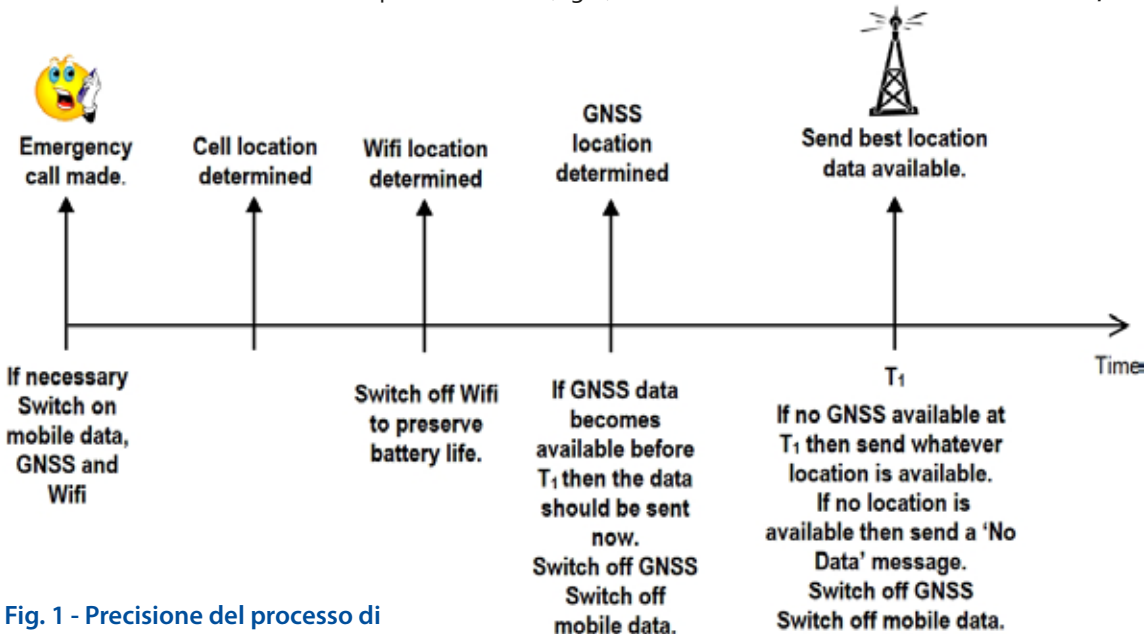 Emergency
call made.
Cell location
determined
Wifi location
determined
GNSS
location
determined
Send best location
data available.
Time
If necessary
Switch on
mobile data,
GNSS and
Wifi
Switch off Wifi
to preserve
battery life.
If GNSS data
becomes
available before
T₁ then the data
should be sent
now.
Switch off GNSS
Switch off
mobile data.
T₁
If no GNSS available at
T₁ then send whatever
location is available.
If no location is
available then send a ‘No
Data’ message.
Switch off GNSS
Switch off mobile data.
Fig. 1 - Precisione del processo di